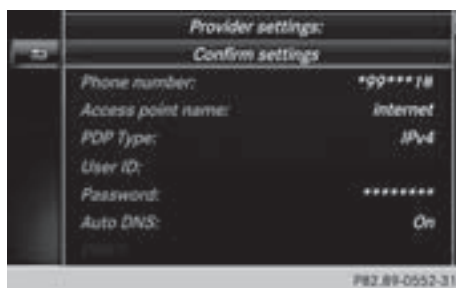 Provider settings:
Confirm settings
Phone number: *99***1#
Access point name: internet
PDP Type: IPv4
User ID:
Password: ********
Auto DNS: On
P82.89-0552-31